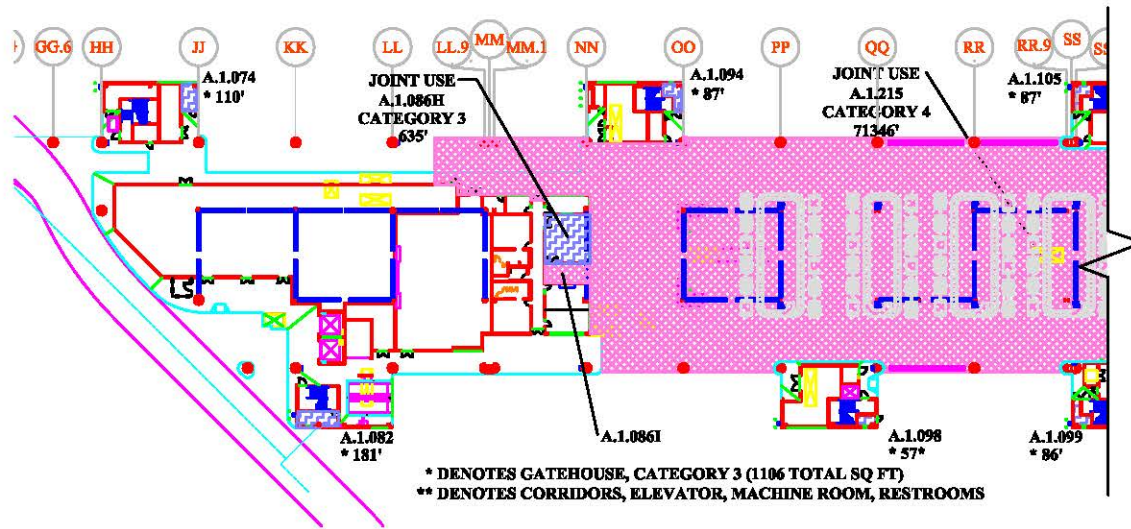 GG.6 HH JJ KK LL LL.9 MM MM.1 NN OO PP QQ RR RR.9 SS
A.1.074
* 110'
JOINT USE
A.1.086H
CATEGORY 3
635'
A.1.094
* 87'
JOINT USE
A.1.215
CATEGORY 4
71346'
A.1.105
* 87'
A.1.082
* 181'
A.1.086I
A.1.098
* 57*
A.1.099
* 86'
* DENOTES GATEHOUSE, CATEGORY 3 (1106 TOTAL SQ FT)
** DENOTES CORRIDORS, ELEVATOR, MACHINE ROOM, RESTROOMS